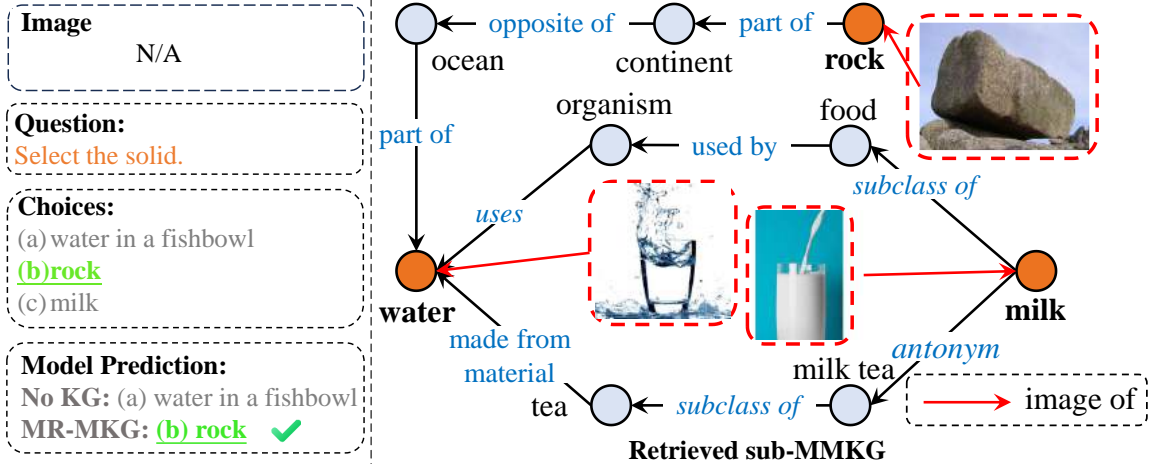 Image
N/A
Question:
Select the solid.
Choices:
(a) water in a fishbowl
(b) rock
(c) milk
Model Prediction:
No KG: (a) water in a fishbowl
MR-MKG: (b) rock
opposite of
part of
ocean
continent
rock
organism
food
part of
used by
subclass of
uses
water
milk
made from
material
antonym
milk tea
tea
subclass of
image of
Retrieved sub-MMKG